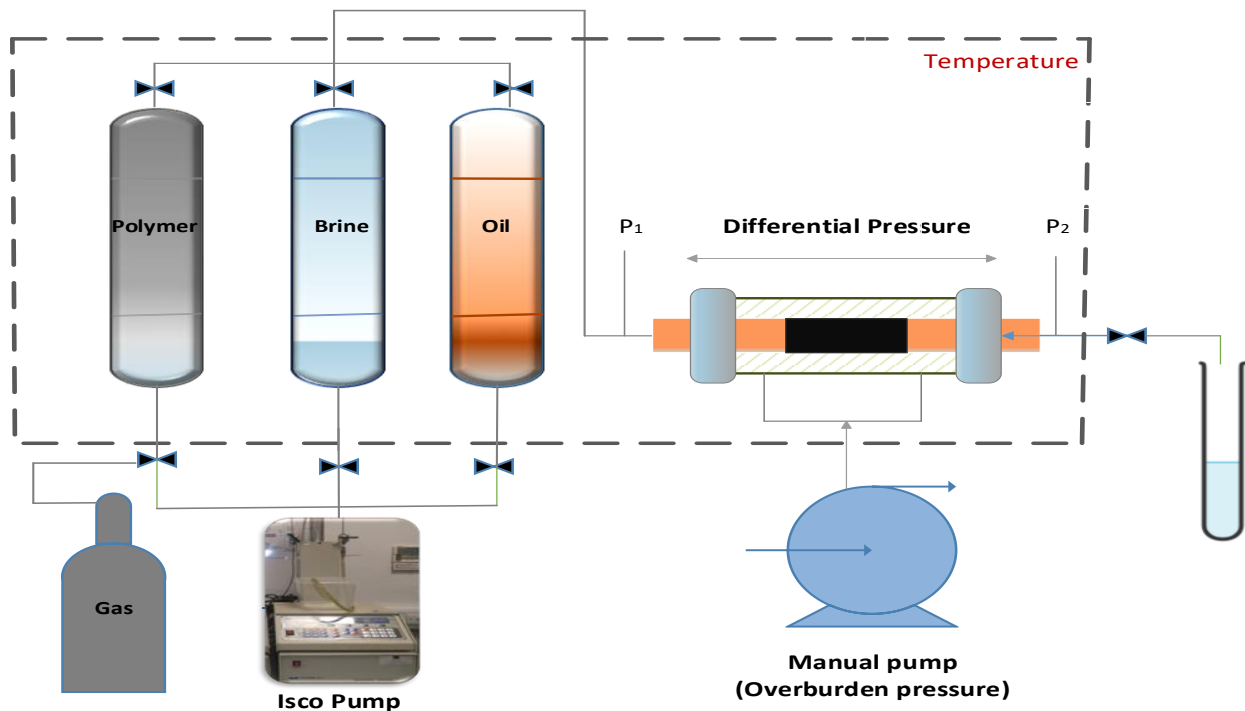 Temperature
Polymer
Brine
Oil
P1
Differential Pressure
P2
Gas
Isco Pump
Manual pump
(Overburden pressure)